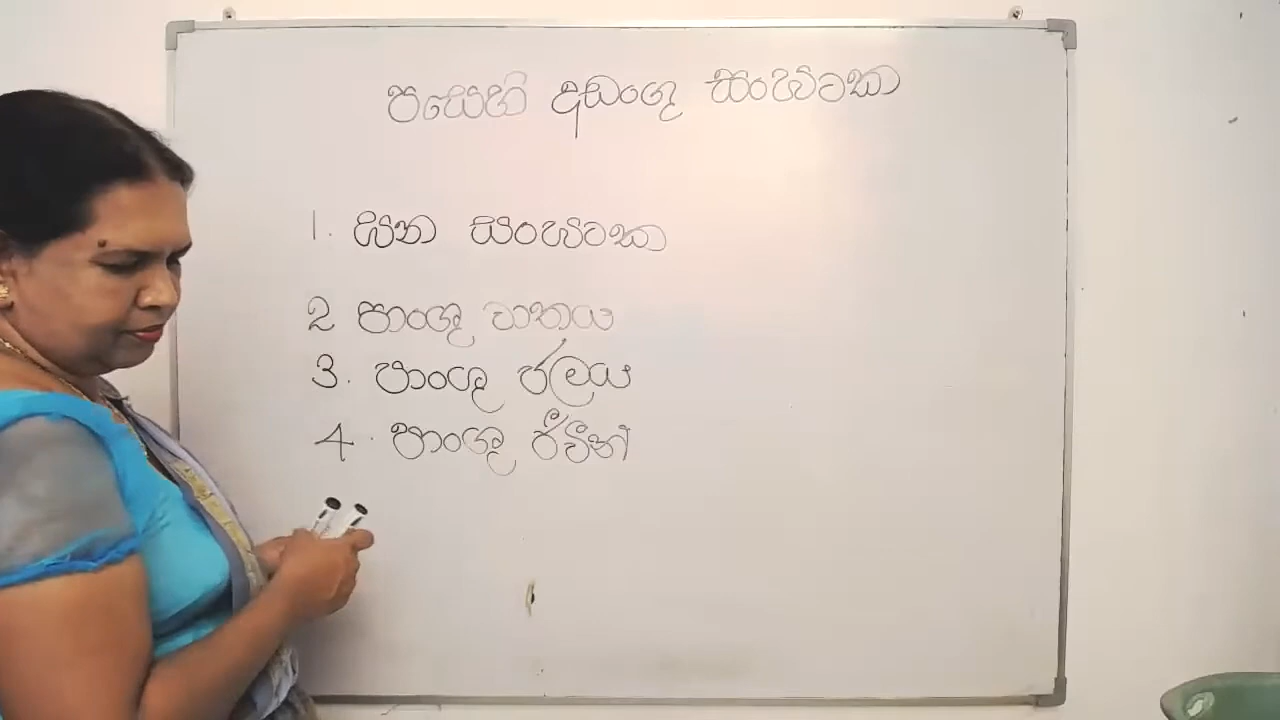 පසෙහි අඩංගු සංඝටක
1. ඝන සංඝටක
2 පාංශු වාතය
3. පාංශු ජලය
4. පාංශු ජීවීන්